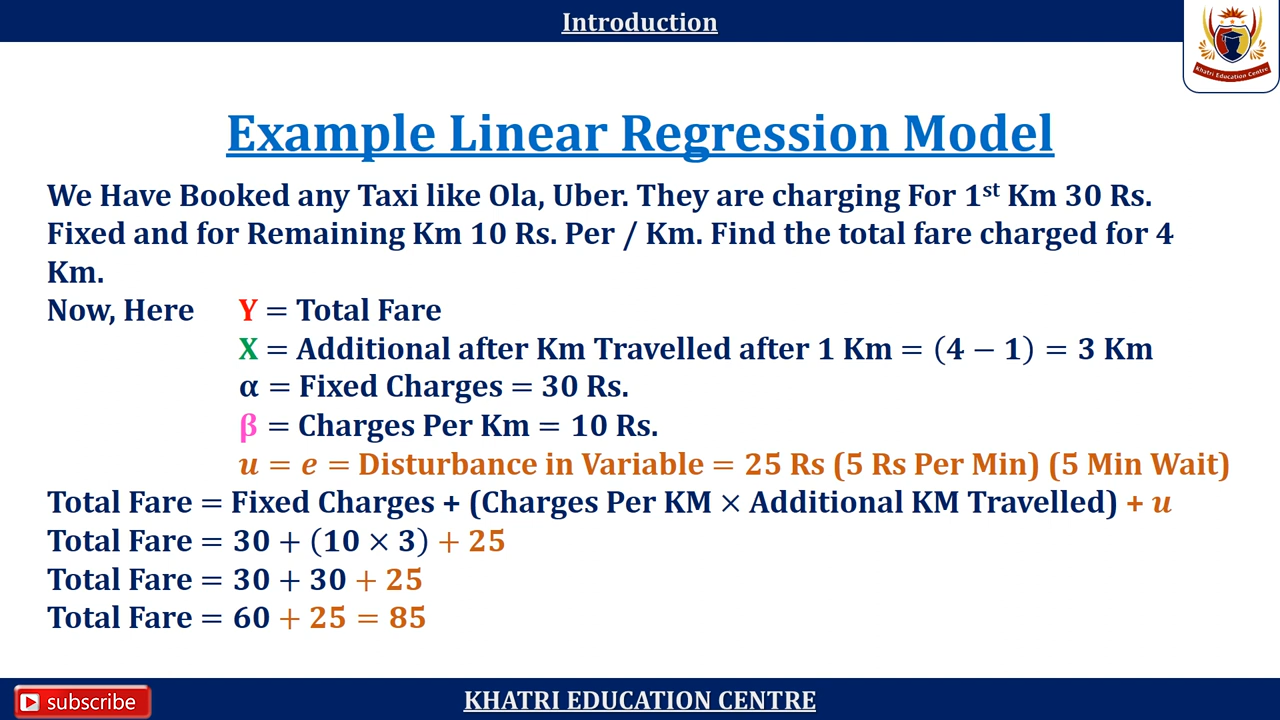 Introduction
Khatri Education Centre
Example Linear Regression Model
We Have Booked any Taxi like Ola, Uber. They are charging For 1st Km 30 Rs.
Fixed and for Remaining Km 10 Rs. Per / Km. Find the total fare charged for 4
Km.
Now, Here Y = Total Fare
X = Additional after Km Travelled after 1 Km = (4 − 1) = 3 Km
α = Fixed Charges = 30 Rs.
β = Charges Per Km = 10 Rs.
u = e = Disturbance in Variable = 25 Rs (5 Rs Per Min) (5 Min Wait)
Total Fare = Fixed Charges + (Charges Per KM × Additional KM Travelled) + u
Total Fare = 30 + (10 × 3) + 25
Total Fare = 30 + 30 + 25
Total Fare = 60 + 25 = 85
subscribe
KHATRI EDUCATION CENTRE